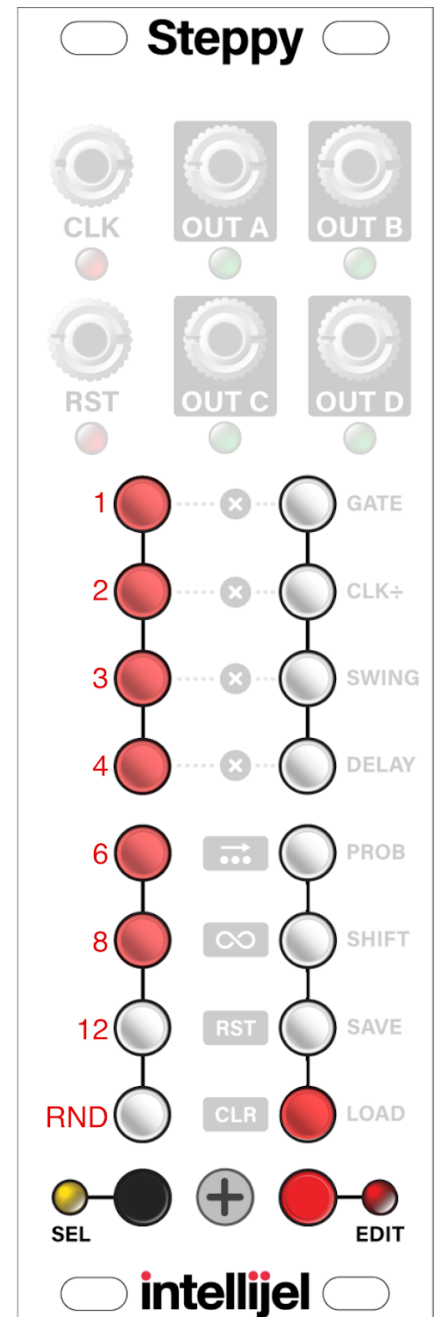 Steppy
CLK OUT A OUT B
RST OUT C OUT D
1 GATE
2 CLK÷
3 SWING
4 DELAY
6 PROB
8 SHIFT
12 RST SAVE
RND CLR LOAD
SEL EDIT
intellijel